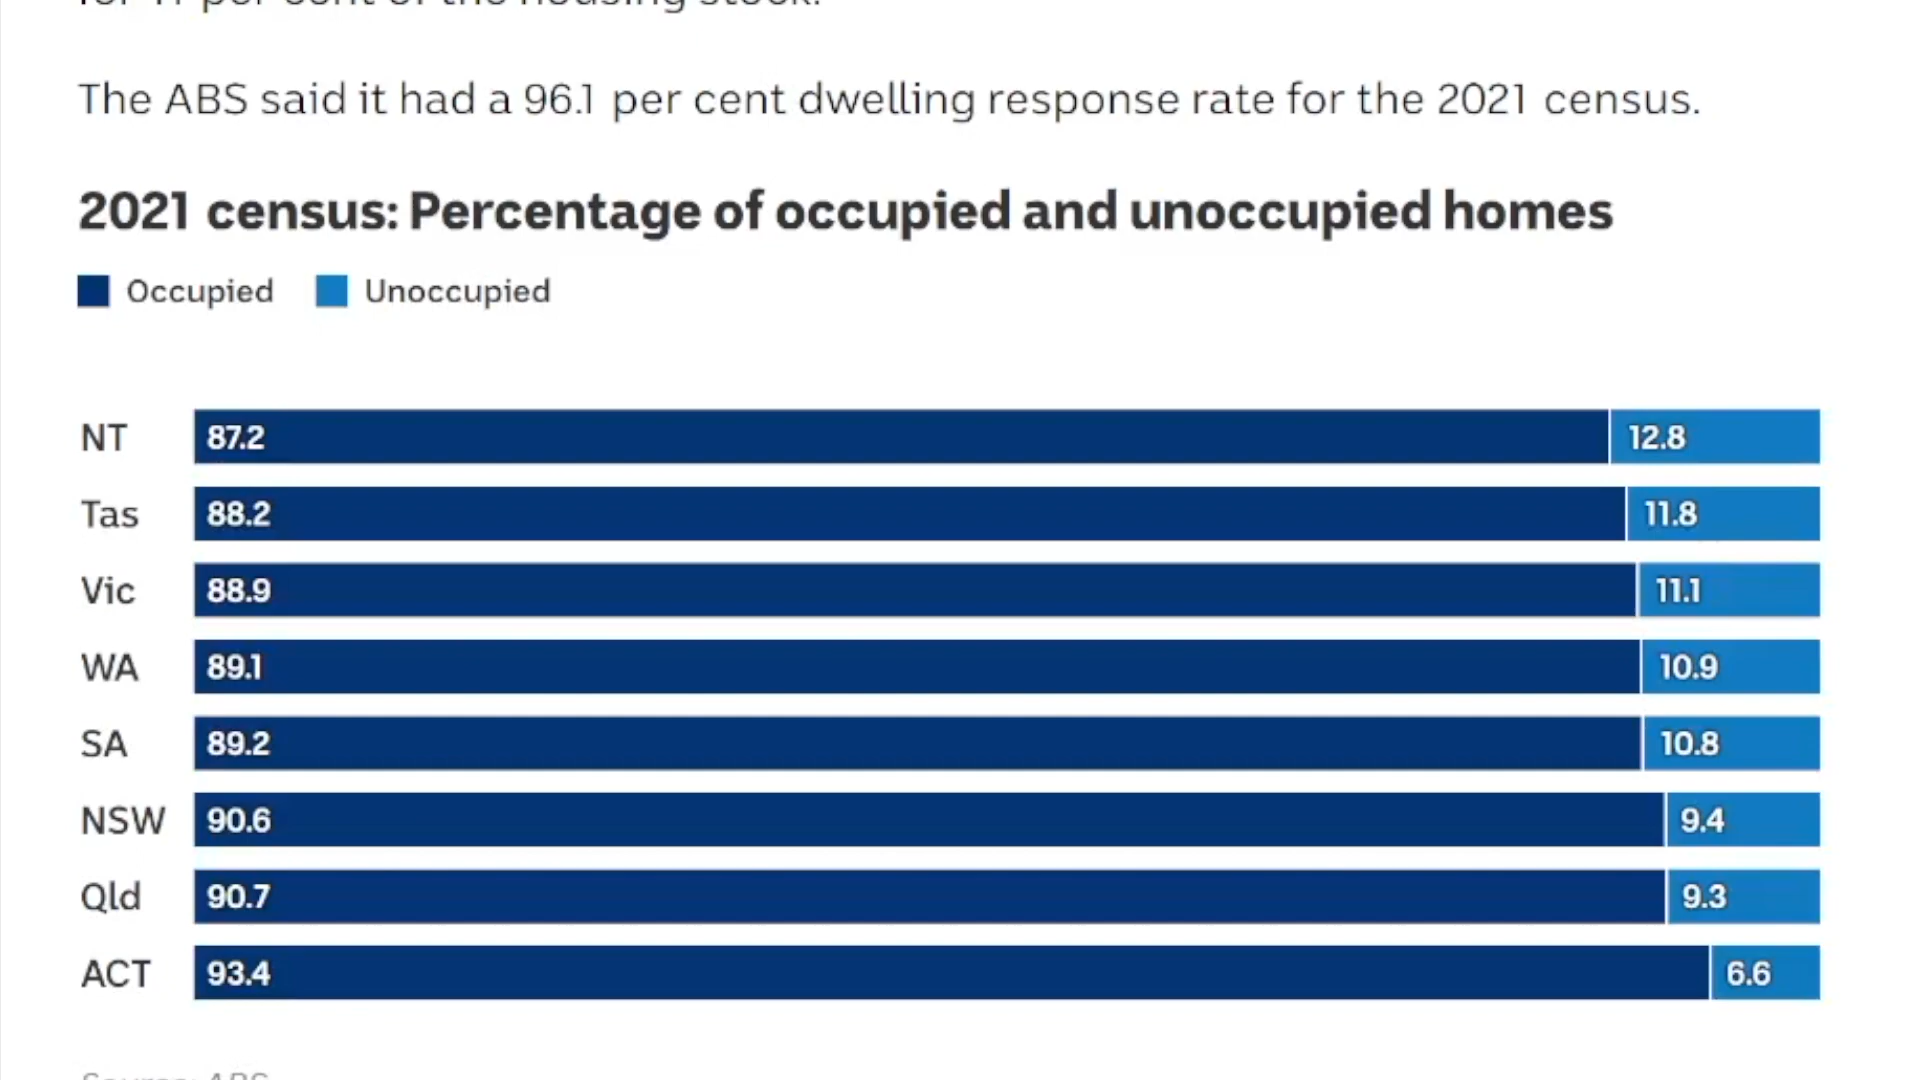 The ABS said it had a 96.1 per cent dwelling response rate for the 2021 census.
2021 census: Percentage of occupied and unoccupied homes
Occupied Unoccupied
NT 87.2 12.8
Tas 88.2 11.8
Vic 88.9 11.1
WA 89.1 10.9
SA 89.2 10.8
NSW 90.6 9.4
Qld 90.7 9.3
ACT 93.4 6.6